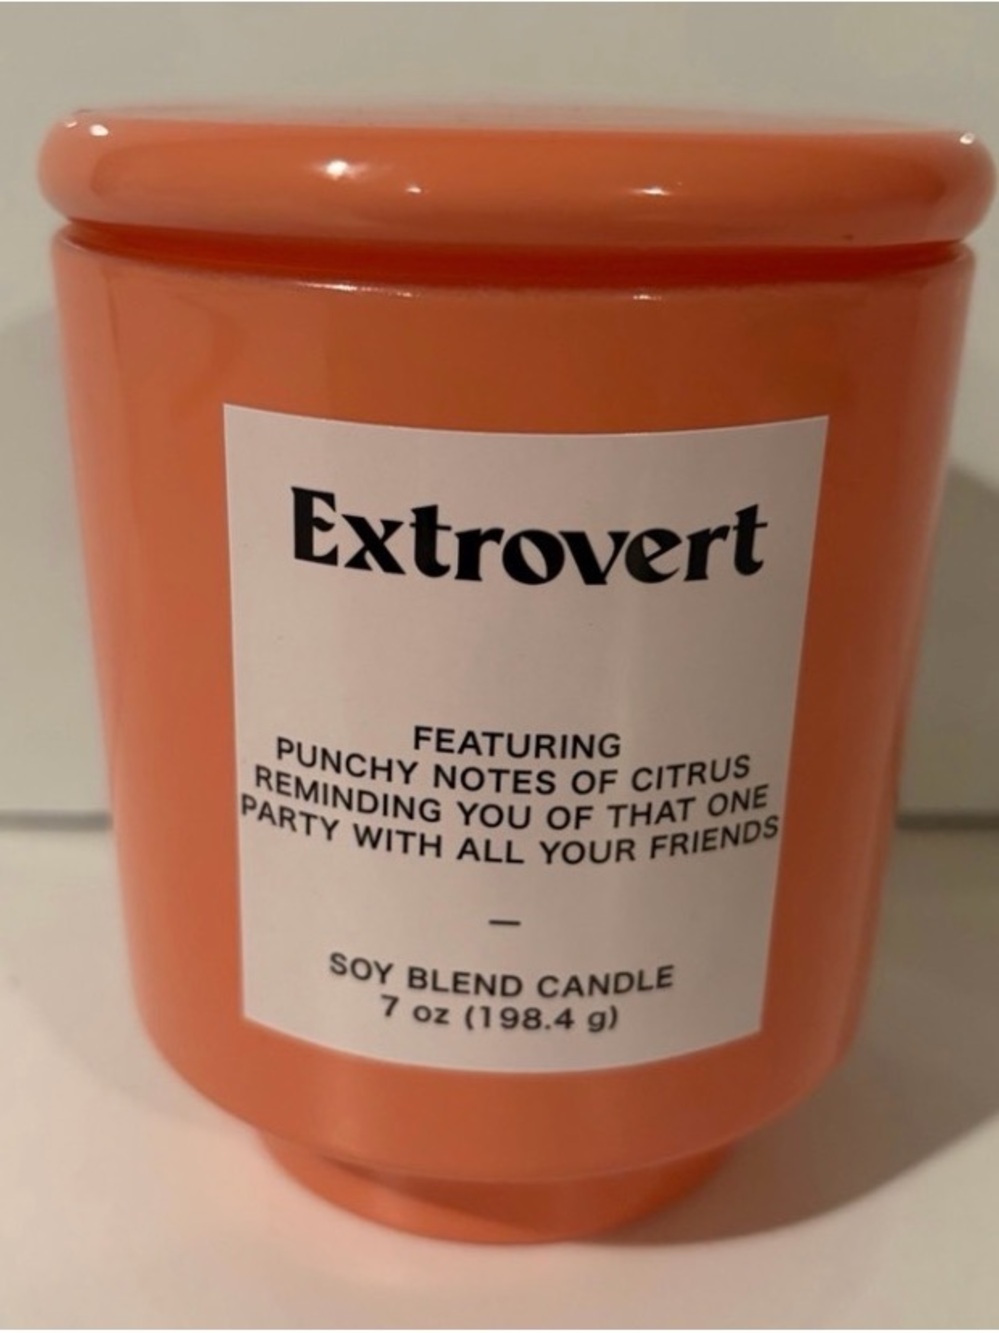 Extrovert
FEATURING
PUNCHY NOTES OF CITRUS
REMINDING YOU OF THAT ONE
PARTY WITH ALL YOUR FRIENDS
—
SOY BLEND CANDLE
7 oz (198.4 g)